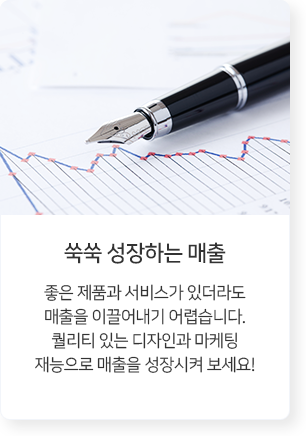 쑥쑥 성장하는 매출
좋은 제품과 서비스가 있더라도
매출을 이끌어내기 어렵습니다.
퀄리티 있는 디자인과 마케팅
재능으로 매출을 성장시켜 보세요!